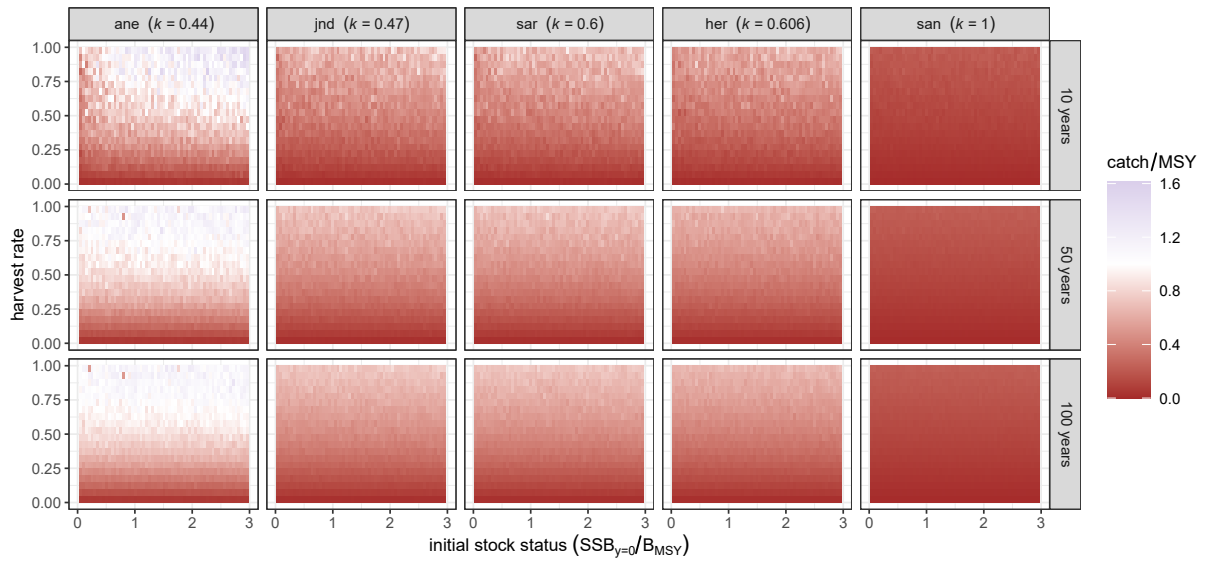 ane (k = 0.44) jnd (k = 0.47) sar (k = 0.6) her (k = 0.606) san (k = 1)
1.00
0.75
0.50
0.25
0.00
10 years
1.00
0.75
0.50
0.25
0.00
50 years
1.00
0.75
0.50
0.25
0.00
100 years
harvest rate
0 1 2 3 0 1 2 3 0 1 2 3 0 1 2 3 0 1 2 3
initial stock status (SSBy=0/BMSY)
catch/MSY
1.6
1.2
0.8
0.4
0.0